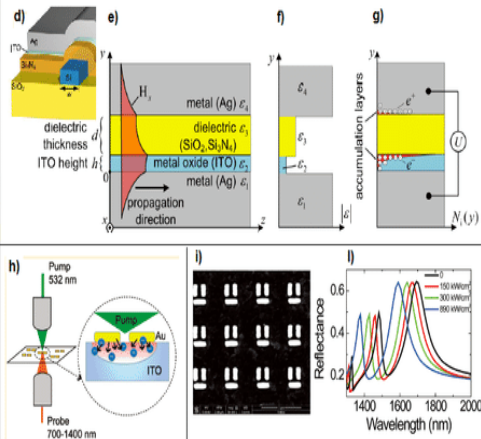 d)
Ag
ITO
Si₃N₄
Si
SiO₂
w
e)
y
Hₓ
metal (Ag) ε₄
dielectric ε₃
(SiO₂,Si₃N₄)
metal oxide (ITO) ε₂
metal (Ag) ε₁
dielectric
thickness d
ITO height h
0
propagation
direction
x
z
f)
y
ε₄
ε₃
ε₂
ε₁
|ε|
g)
y
accumulation layers
e⁺
e⁻
U
Nᵢ(y)
h)
Pump
532 nm
Pump
Au
ITO
Probe
700-1400 nm
i)
l)
0
150 kW/cm²
300 kW/cm²
890 kW/cm²
Reflectance
0.6
0.4
0.2
1400 1600 1800 2000
Wavelength (nm)